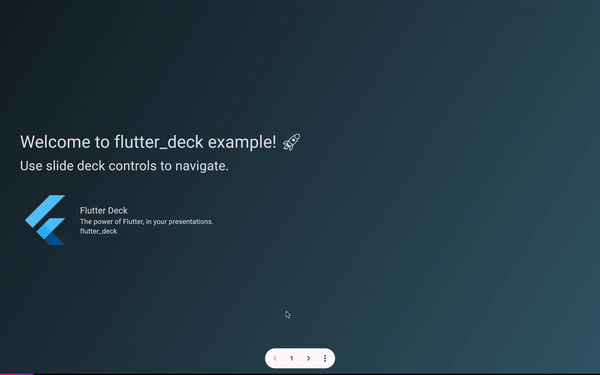 Welcome to flutter_deck example! 🚀
Use slide deck controls to navigate.
Flutter Deck
The power of Flutter, in your presentations.
flutter_deck
1